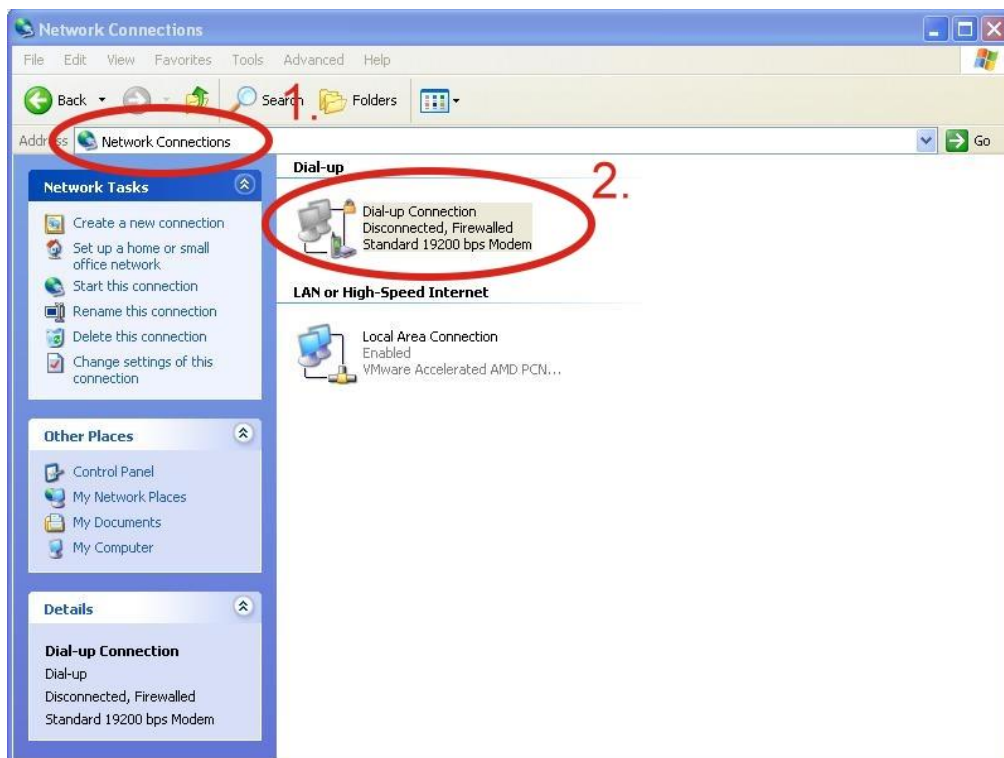 Network Connections
File Edit View Favorites Tools Advanced Help
Back Search Folders
1.
Address Network Connections Go
Network Tasks
Create a new connection
Set up a home or small
office network
Start this connection
Rename this connection
Delete this connection
Change settings of this
connection
Other Places
Control Panel
My Network Places
My Documents
My Computer
Details
Dial-up Connection
Dial-up
Disconnected, Firewalled
Standard 19200 bps Modem
Dial-up
2.
Dial-up Connection
Disconnected, Firewalled
Standard 19200 bps Modem
LAN or High-Speed Internet
Local Area Connection
Enabled
VMware Accelerated AMD PCN...